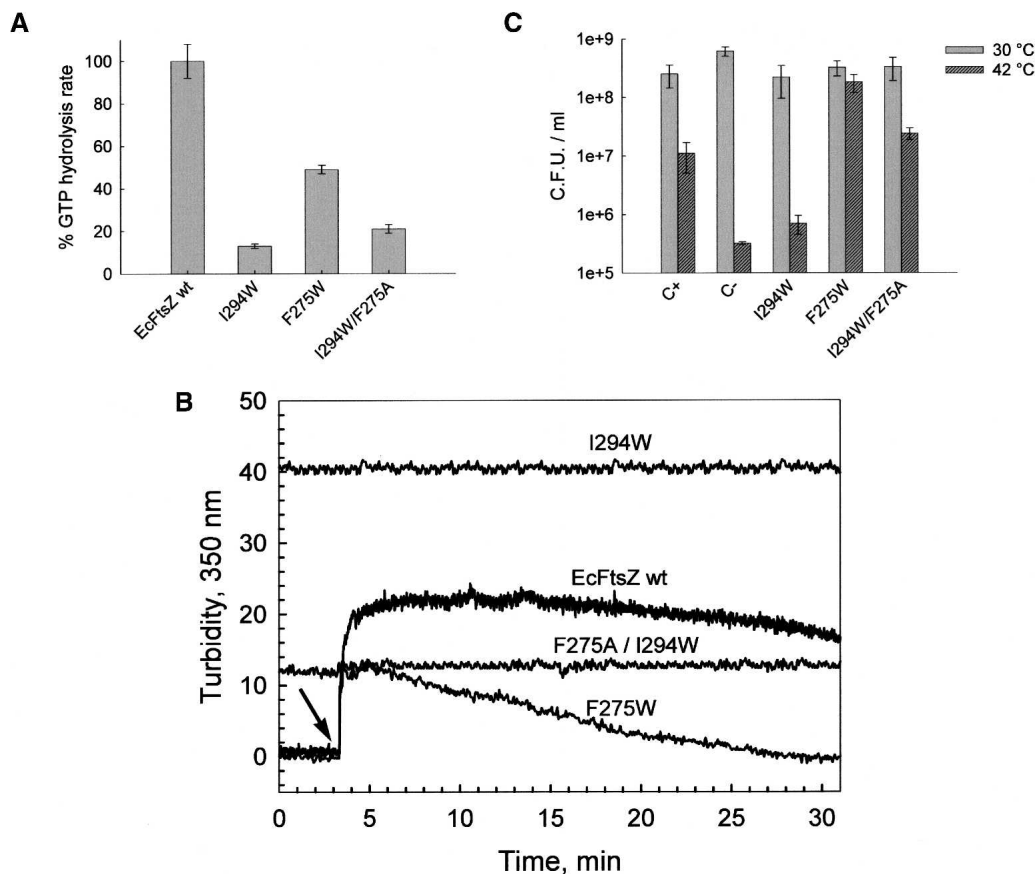 A
% GTP hydrolysis rate
100
80
60
40
20
0
EcFtsZ wt
I294W
F275W
I294W/F275A
C
C.F.U. / ml
1e+9
1e+8
1e+7
1e+6
1e+5
C+
C-
I294W
F275W
I294W/F275A
30 °C
42 °C
B
Turbidity, 350 nm
50
40
30
20
10
0
I294W
EcFtsZ wt
F275A / I294W
F275W
0 5 10 15 20 25 30
Time, min